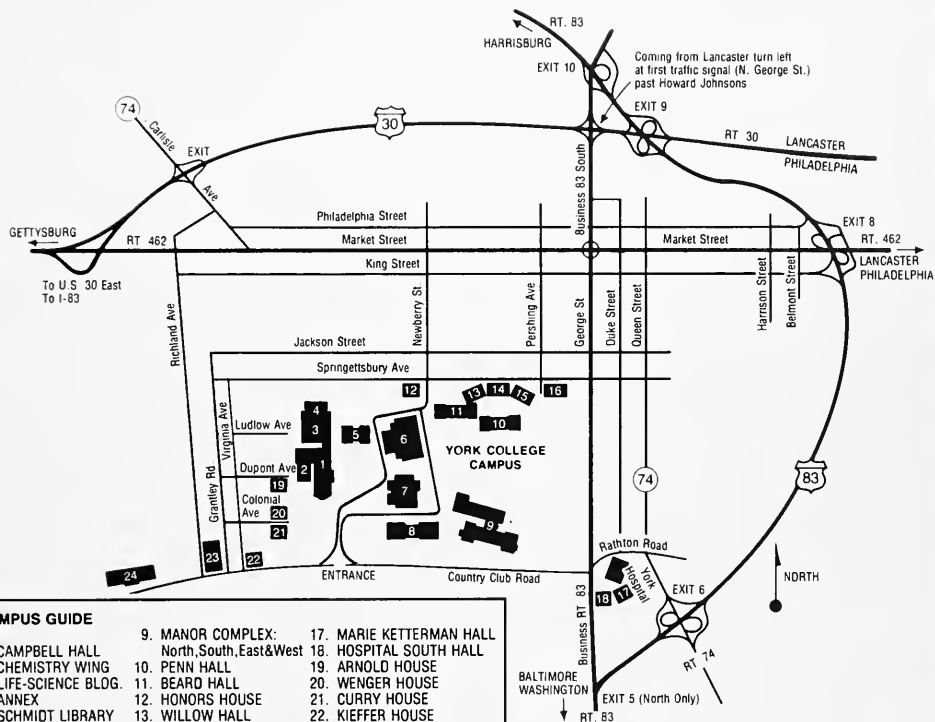 RT. 83
HARRISBURG
EXIT 10
Coming from Lancaster turn left
at first traffic signal (N. George St.)
past Howard Johnsons
EXIT 9
74
Carlisle
Ave
EXIT
30
RT 30
LANCASTER
PHILADELPHIA
Business 83 South
Philadelphia Street
GETTYSBURG
RT 462
Market Street
Market Street
EXIT 8
RT. 462
LANCASTER
PHILADELPHIA
King Street
To U.S 30 East
To I-83
Richland Ave
Newberry St
Pershing Ave
George St
Duke Street
Queen Street
Harrison Street
Belmont Street
Jackson Street
Springettsbury Ave
12
13
14
15
16
4
3
11
10
Virginia Ave
Ludlow Ave
5
6
YORK COLLEGE
CAMPUS
Grantley Rd
Dupont Ave
2
1
19
7
74
83
Colonial
Ave
20
21
8
9
23
22
24
ENTRANCE
Country Club Road
Rathton Road
York
Hospital
18
17
EXIT 6
NORTH
Business RT 83
RT 74
BALTIMORE
WASHINGTON
EXIT 5 (North Only)
RT. 83
MPUS GUIDE
CAMPBELL HALL
CHEMISTRY WING
LIFE-SCIENCE BLDG.
ANNEX
SCHMIDT LIBRARY
9. MANOR COMPLEX:
North,South,East&West
10. PENN HALL
11. BEARD HALL
12. HONORS HOUSE
13. WILLOW HALL
17. MARIE KETTERMAN HALL
18. HOSPITAL SOUTH HALL
19. ARNOLD HOUSE
20. WENGER HOUSE
21. CURRY HOUSE
22. KIEFFER HOUSE